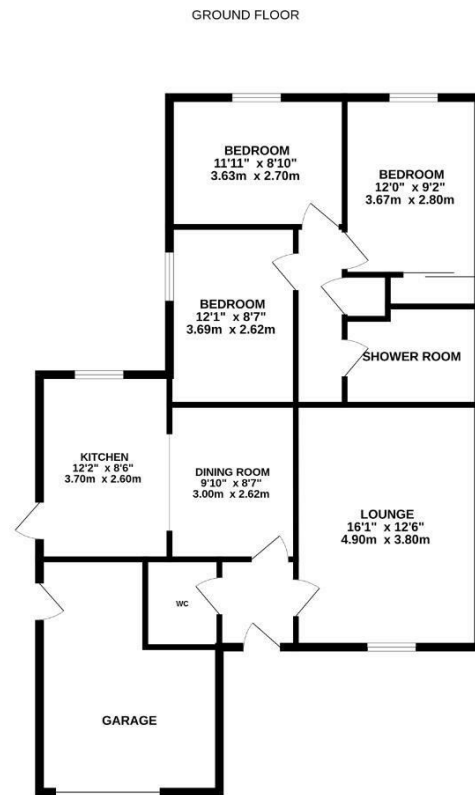 GROUND FLOOR
BEDROOM
11'11" x 8'10"
3.63m x 2.70m
BEDROOM
12'0" x 9'2"
3.67m x 2.80m
BEDROOM
12'1" x 8'7"
3.69m x 2.62m
SHOWER ROOM
KITCHEN
12'2" x 8'6"
3.70m x 2.60m
DINING ROOM
9'10" x 8'7"
3.00m x 2.62m
LOUNGE
16'1" x 12'6"
4.90m x 3.80m
WC
GARAGE